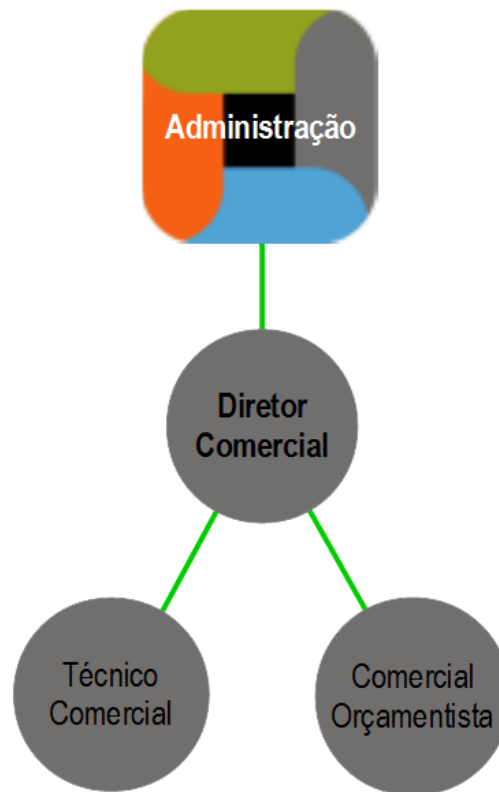 Administração
Diretor
Comercial
Técnico
Comercial
Comercial
Orçamentista